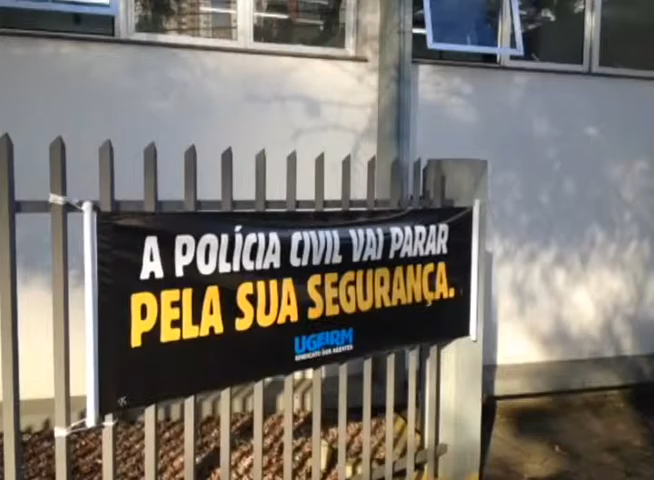 A POLÍCIA CIVIL VAI PARAR
PELA SUA SEGURANÇA.
UGEIRM
SINDICATO DOS AGENTES